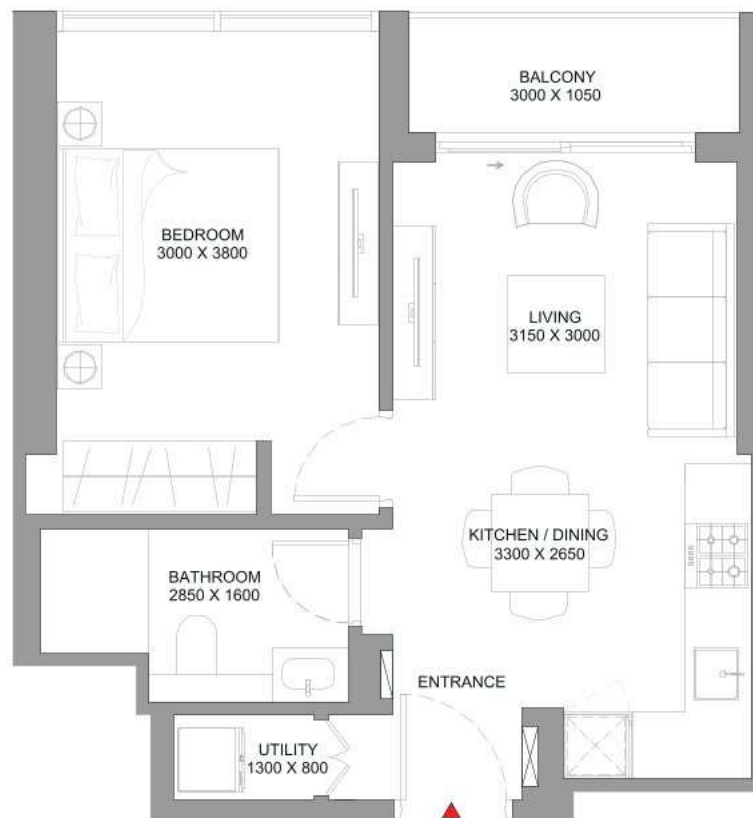 BALCONY
3000 X 1050
BEDROOM
3000 X 3800
LIVING
3150 X 3000
KITCHEN / DINING
3300 X 2650
BATHROOM
2850 X 1600
ENTRANCE
UTILITY
1300 X 800